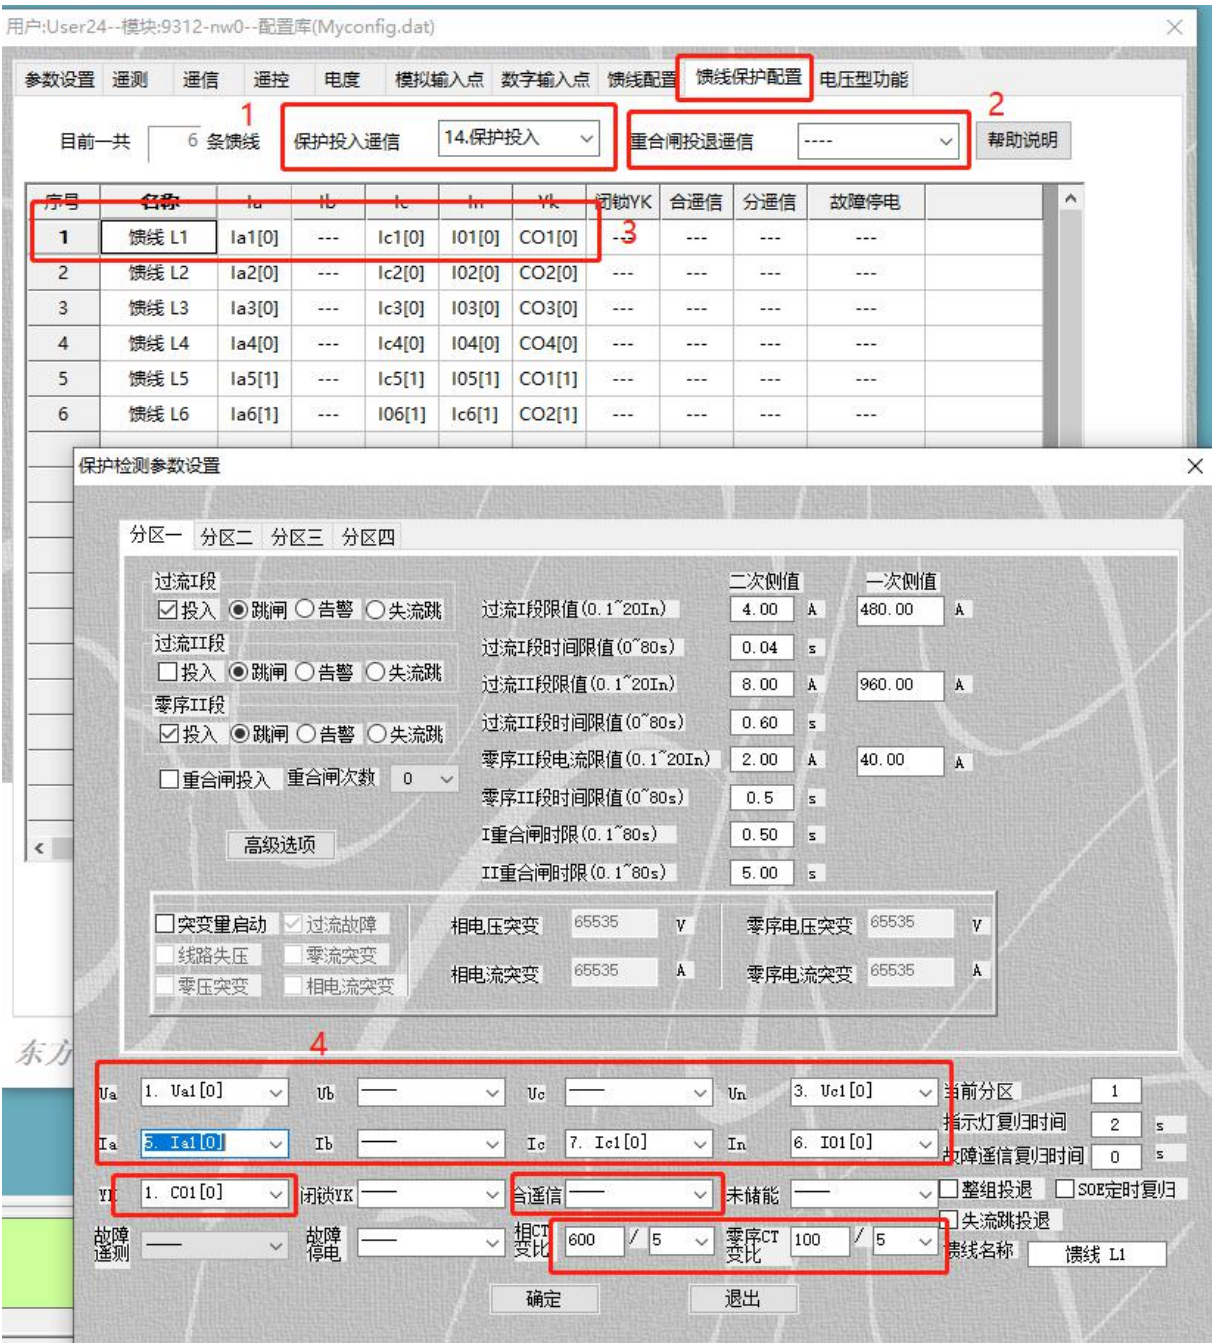 用户:User24--模块:9312-nw0--配置库(Myconfig.dat)
参数设置 遥测 遥信 遥控 电度 模拟输入点 数字输入点 馈线配置 馈线保护配置 电压型功能
1 2
目前一共 6 条馈线 保护投入遥信 14.保护投入 重合闸投退遥信 ---- 帮助说明
序号 名称 Ia Ib Ic In Yk 闭锁YK 合遥信 分遥信 故障停电
1 馈线 L1 Ia1[0] --- Ic1[0] I01[0] CO1[0] --- --- --- ---
3
2 馈线 L2 Ia2[0] --- Ic2[0] I02[0] CO2[0] --- --- --- ---
3 馈线 L3 Ia3[0] --- Ic3[0] I03[0] CO3[0] --- --- --- ---
4 馈线 L4 Ia4[0] --- Ic4[0] I04[0] CO4[0] --- --- --- ---
5 馈线 L5 Ia5[1] --- Ic5[1] I05[1] CO1[1] --- --- --- ---
6 馈线 L6 Ia6[1] --- I06[1] Ic6[1] CO2[1] --- --- --- ---
保护检测参数设置
分区一 分区二 分区三 分区四
过流I段 二次侧值 一次侧值
投入 跳闸 告警 失流跳 过流I段限值(0.1~20In) 4.00 A 480.00 A
过流II段 过流I段时间限值(0~80s) 0.04 s
投入 跳闸 告警 失流跳 过流II段限值(0.1~20In) 8.00 A 960.00 A
零序II段 过流II段时间限值(0~80s) 0.60 s
投入 跳闸 告警 失流跳 零序II段电流限值(0.1~20In) 2.00 A 40.00 A
重合闸投入 重合闸次数 0 零序II段时间限值(0~80s) 0.5 s
高级选项 I重合闸时限(0.1~80s) 0.50 s
II重合闸时限(0.1~80s) 5.00 s
突变量启动 过流故障 相电压突变 65535 V 零序电压突变 65535 V
线路失压 零流突变
零压突变 相电流突变 相电流突变 65535 A 零序电流突变 65535 A
东方
4
Ua 1. Ua1[0] Ub —— Uc —— Un 3. Uc1[0] 当前分区 1
指示灯复归时间 2 s
Ia 5. Ia1[0] Ib —— Ic 7. Ic1[0] In 6. I01[0] 故障遥信复归时间 0 s
YK 1. CO1[0] 闭锁YK —— 合遥信 —— 未储能 —— 整组投退 SOE定时复归
失流跳投退
故障遥测 —— 故障停电 —— 相CT变比 600 / 5 零序CT变比 100 / 5 馈线名称 馈线 L1
确定 退出